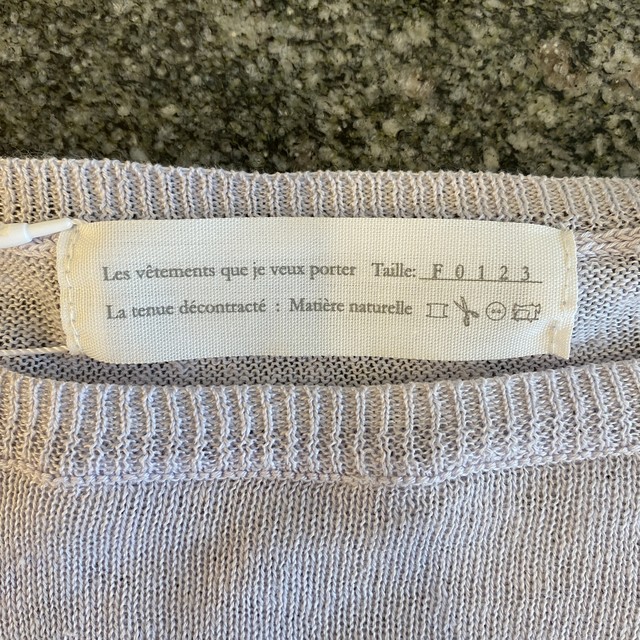 Les vêtements que je veux porter Taille: F 0 1 2 3
La tenue décontracté : Matière naturelle